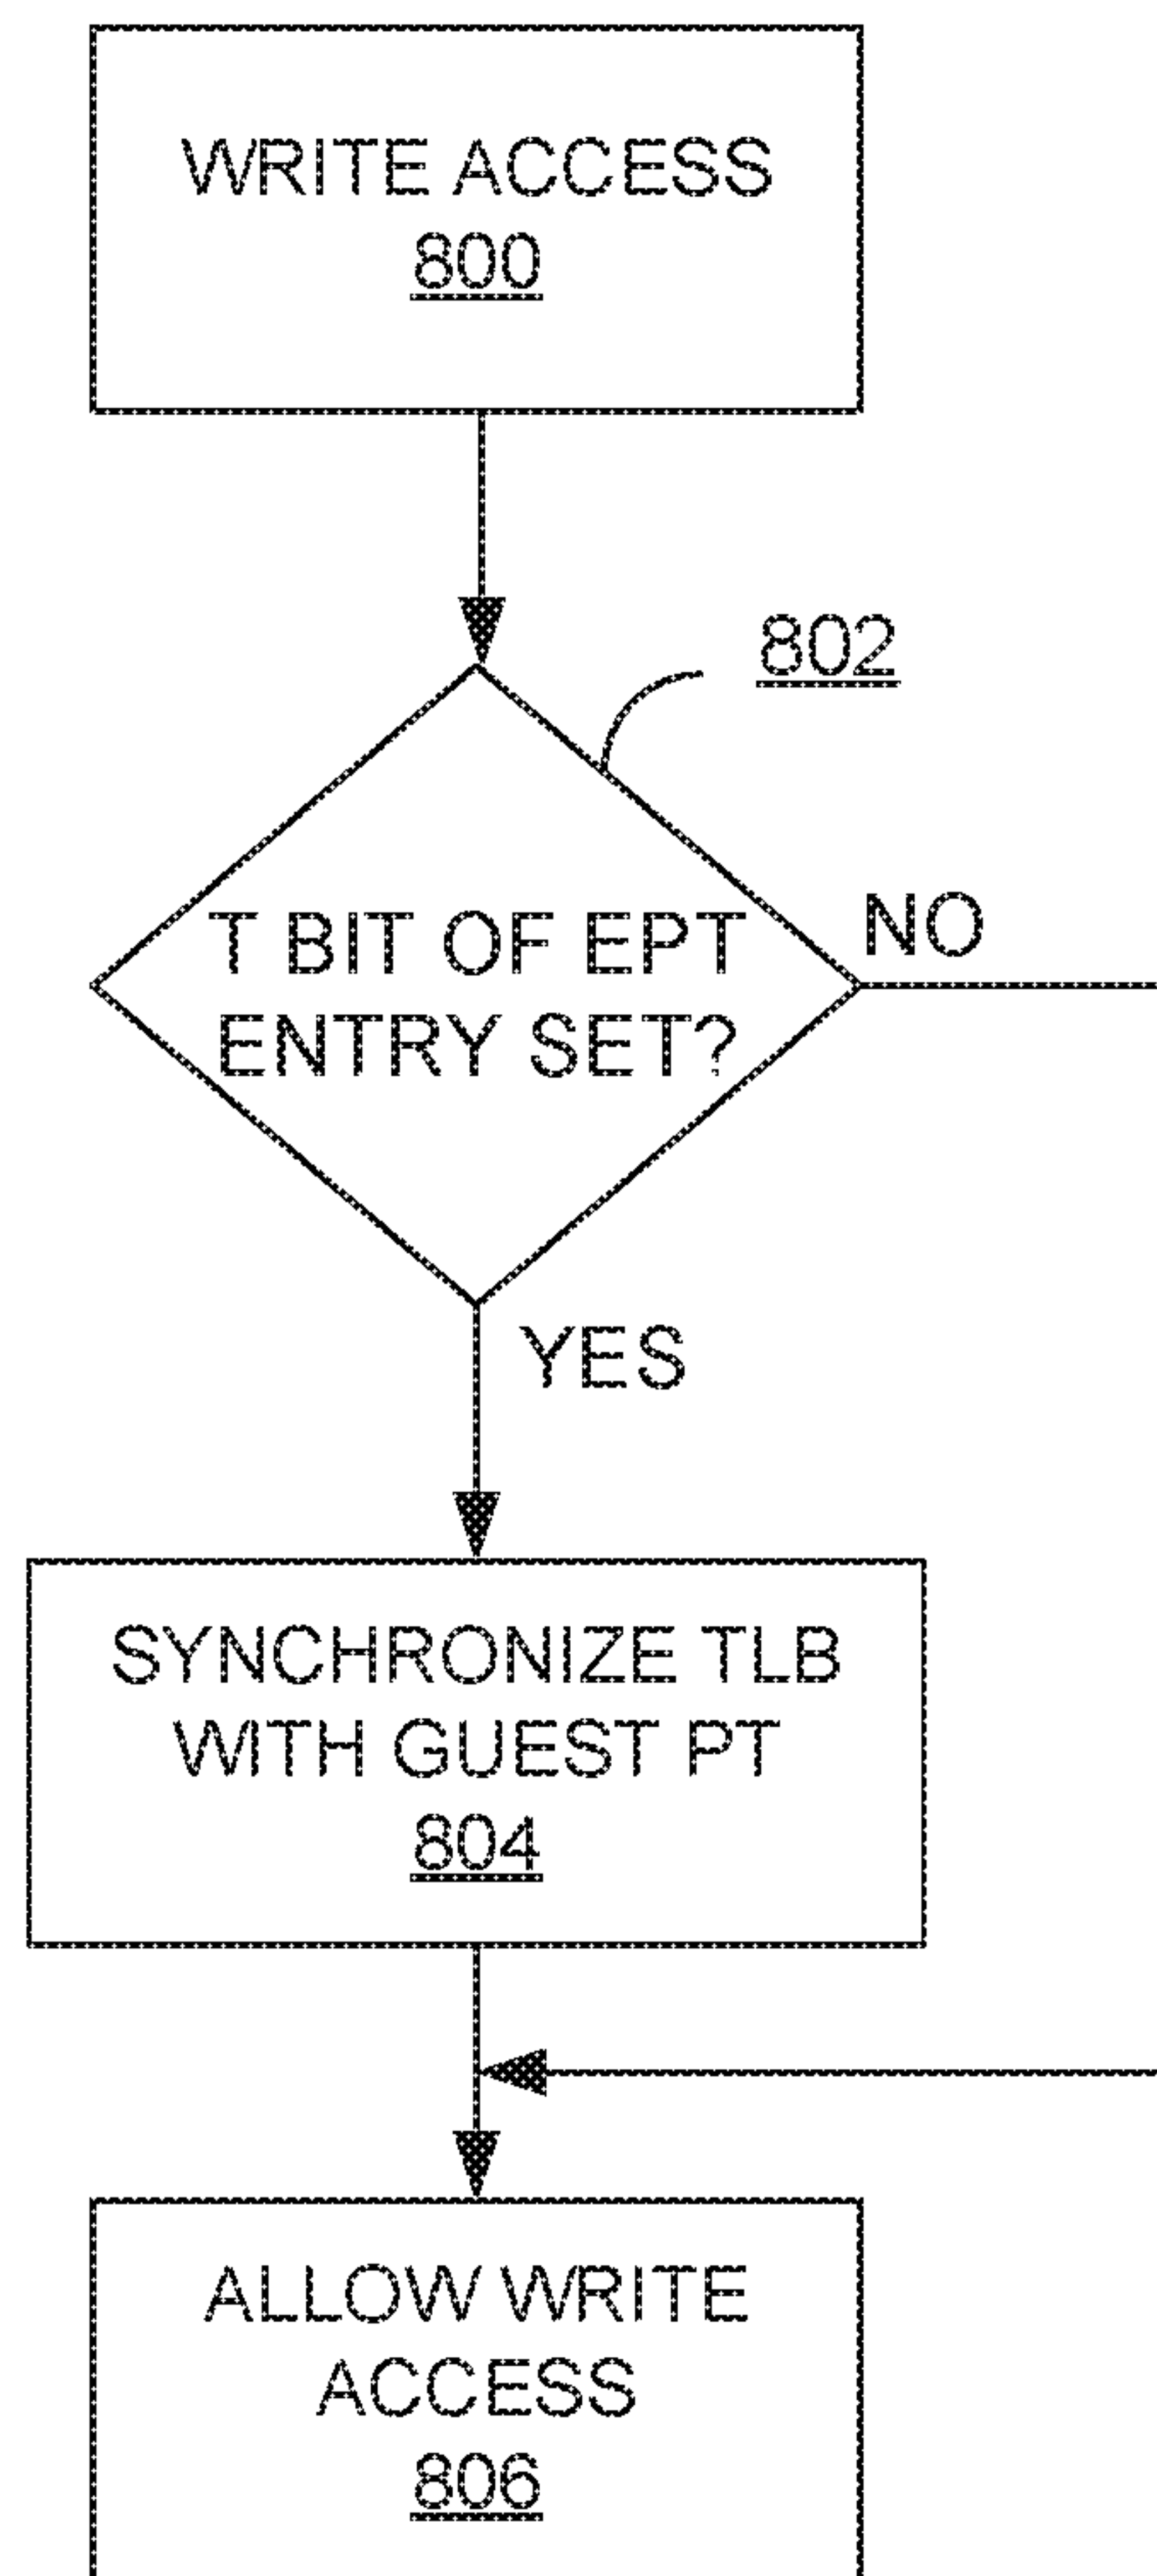 WRITE ACCESS
800
802
T BIT OF EPT
ENTRY SET?
NO
YES
SYNCHRONIZE TLB
WITH GUEST PT
804
ALLOW WRITE
ACCESS
806